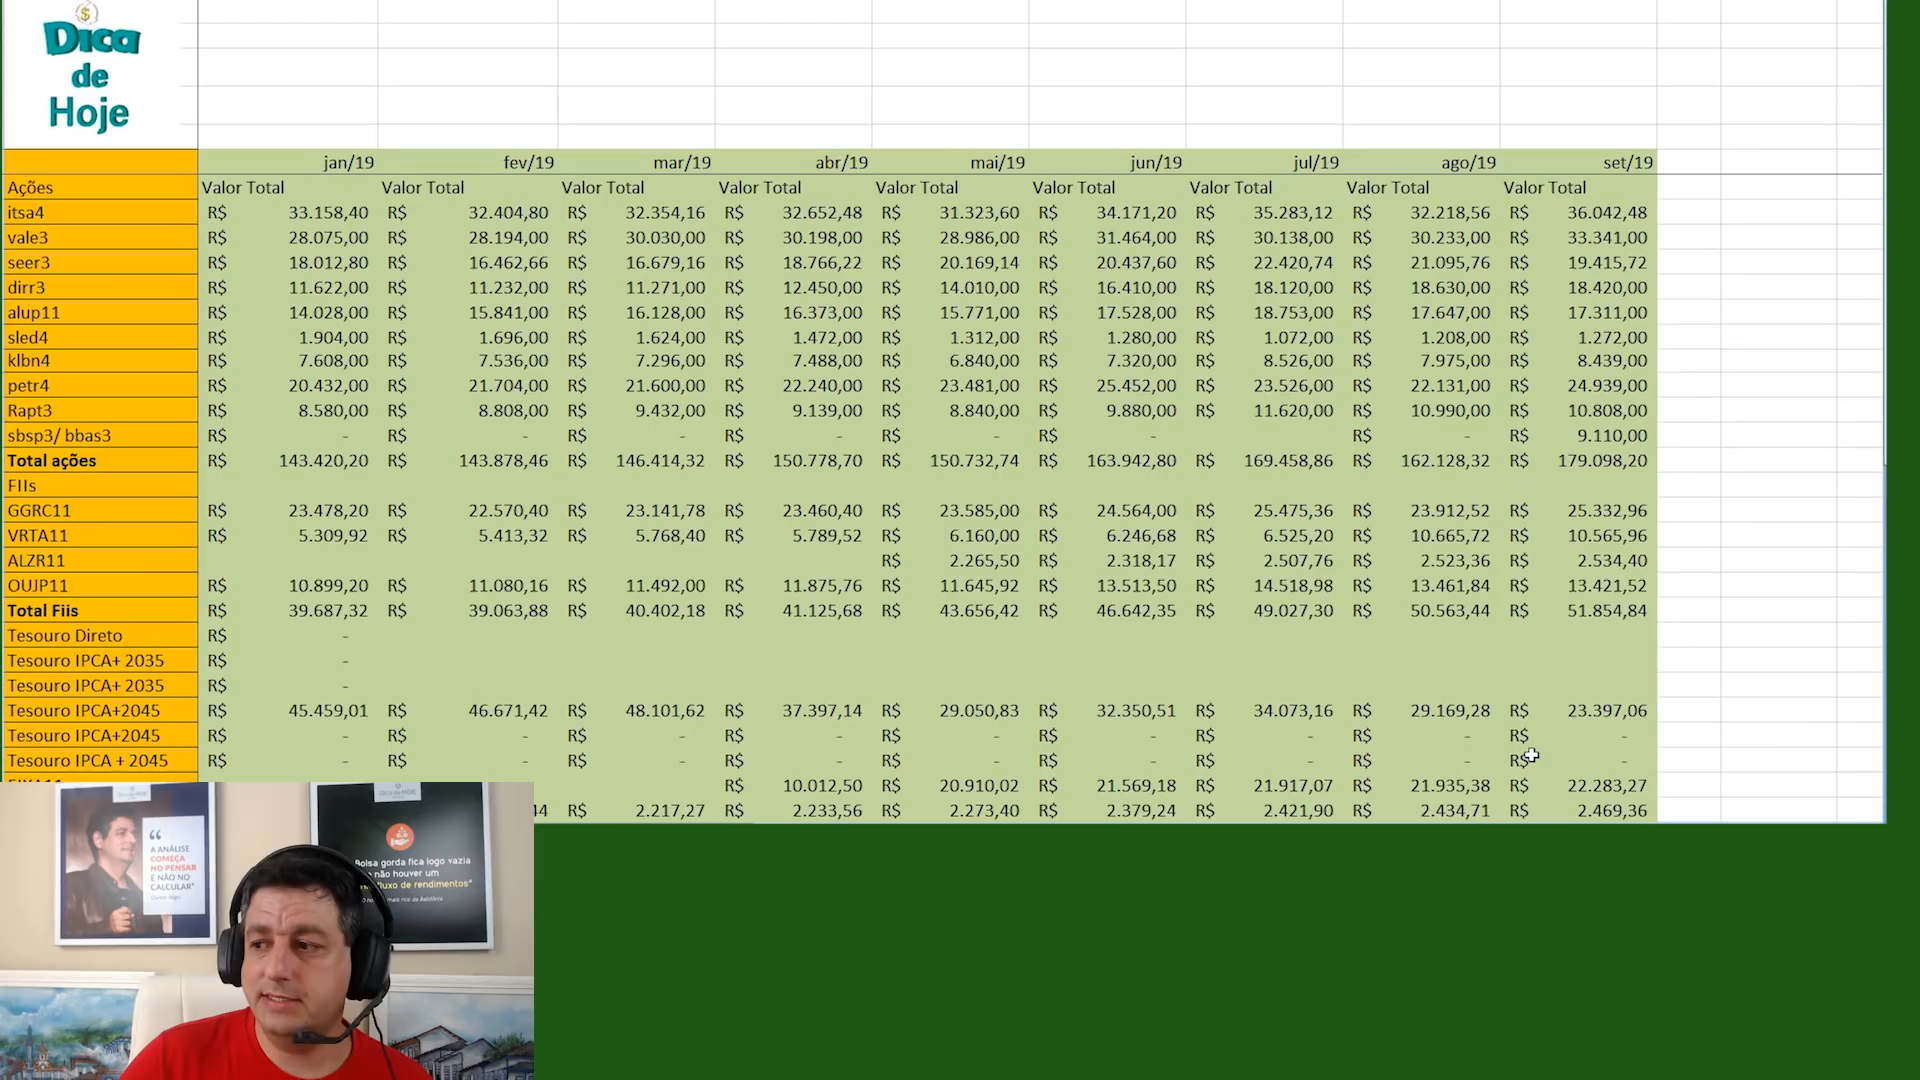 Dica
de
Hoje
jan/19 fev/19 mar/19 abr/19 mai/19 jun/19 jul/19 ago/19 set/19
Ações Valor Total Valor Total Valor Total Valor Total Valor Total Valor Total Valor Total Valor Total Valor Total
itsa4 R$ 33.158,40 R$ 32.404,80 R$ 32.354,16 R$ 32.652,48 R$ 31.323,60 R$ 34.171,20 R$ 35.283,12 R$ 32.218,56 R$ 36.042,48
vale3 R$ 28.075,00 R$ 28.194,00 R$ 30.030,00 R$ 30.198,00 R$ 28.986,00 R$ 31.464,00 R$ 30.138,00 R$ 30.233,00 R$ 33.341,00
seer3 R$ 18.012,80 R$ 16.462,66 R$ 16.679,16 R$ 18.766,22 R$ 20.169,14 R$ 20.437,60 R$ 22.420,74 R$ 21.095,76 R$ 19.415,72
dirr3 R$ 11.622,00 R$ 11.232,00 R$ 11.271,00 R$ 12.450,00 R$ 14.010,00 R$ 16.410,00 R$ 18.120,00 R$ 18.630,00 R$ 18.420,00
alup11 R$ 14.028,00 R$ 15.841,00 R$ 16.128,00 R$ 16.373,00 R$ 15.771,00 R$ 17.528,00 R$ 18.753,00 R$ 17.647,00 R$ 17.311,00
sled4 R$ 1.904,00 R$ 1.696,00 R$ 1.624,00 R$ 1.472,00 R$ 1.312,00 R$ 1.280,00 R$ 1.072,00 R$ 1.208,00 R$ 1.272,00
klbn4 R$ 7.608,00 R$ 7.536,00 R$ 7.296,00 R$ 7.488,00 R$ 6.840,00 R$ 7.320,00 R$ 8.526,00 R$ 7.975,00 R$ 8.439,00
petr4 R$ 20.432,00 R$ 21.704,00 R$ 21.600,00 R$ 22.240,00 R$ 23.481,00 R$ 25.452,00 R$ 23.526,00 R$ 22.131,00 R$ 24.939,00
Rapt3 R$ 8.580,00 R$ 8.808,00 R$ 9.432,00 R$ 9.139,00 R$ 8.840,00 R$ 9.880,00 R$ 11.620,00 R$ 10.990,00 R$ 10.808,00
sbsp3/ bbas3 R$ - R$ - R$ - R$ - R$ - R$ - R$ - R$ 9.110,00
Total ações R$ 143.420,20 R$ 143.878,46 R$ 146.414,32 R$ 150.778,70 R$ 150.732,74 R$ 163.942,80 R$ 169.458,86 R$ 162.128,32 R$ 179.098,20
FIIs
GGRC11 R$ 23.478,20 R$ 22.570,40 R$ 23.141,78 R$ 23.460,40 R$ 23.585,00 R$ 24.564,00 R$ 25.475,36 R$ 23.912,52 R$ 25.332,96
VRTA11 R$ 5.309,92 R$ 5.413,32 R$ 5.768,40 R$ 5.789,52 R$ 6.160,00 R$ 6.246,68 R$ 6.525,20 R$ 10.665,72 R$ 10.565,96
ALZR11 R$ 2.265,50 R$ 2.318,17 R$ 2.507,76 R$ 2.523,36 R$ 2.534,40
OUJP11 R$ 10.899,20 R$ 11.080,16 R$ 11.492,00 R$ 11.875,76 R$ 11.645,92 R$ 13.513,50 R$ 14.518,98 R$ 13.461,84 R$ 13.421,52
Total Fiis R$ 39.687,32 R$ 39.063,88 R$ 40.402,18 R$ 41.125,68 R$ 43.656,42 R$ 46.642,35 R$ 49.027,30 R$ 50.563,44 R$ 51.854,84
Tesouro Direto R$ -
Tesouro IPCA+ 2035 R$ -
Tesouro IPCA+ 2035 R$ -
Tesouro IPCA+2045 R$ 45.459,01 R$ 46.671,42 R$ 48.101,62 R$ 37.397,14 R$ 29.050,83 R$ 32.350,51 R$ 34.073,16 R$ 29.169,28 R$ 23.397,06
Tesouro IPCA+2045 R$ - R$ - R$ - R$ - R$ - R$ - R$ - R$ - R$ -
Tesouro IPCA + 2045 R$ - R$ - R$ - R$ - R$ - R$ - R$ - R$ - R$ -
R$ 10.012,50 R$ 20.910,02 R$ 21.569,18 R$ 21.917,07 R$ 21.935,38 R$ 22.283,27
44 R$ 2.217,27 R$ 2.233,56 R$ 2.273,40 R$ 2.379,24 R$ 2.421,90 R$ 2.434,71 R$ 2.469,36
“
A ANÁLISE
COMEÇA
NO PENSAR
E NÃO NO
CALCULAR"
Dica de HOJE
Bolsa gorda fica logo vazia
não houver um
fluxo de rendimentos"
mais rico da Babilônia